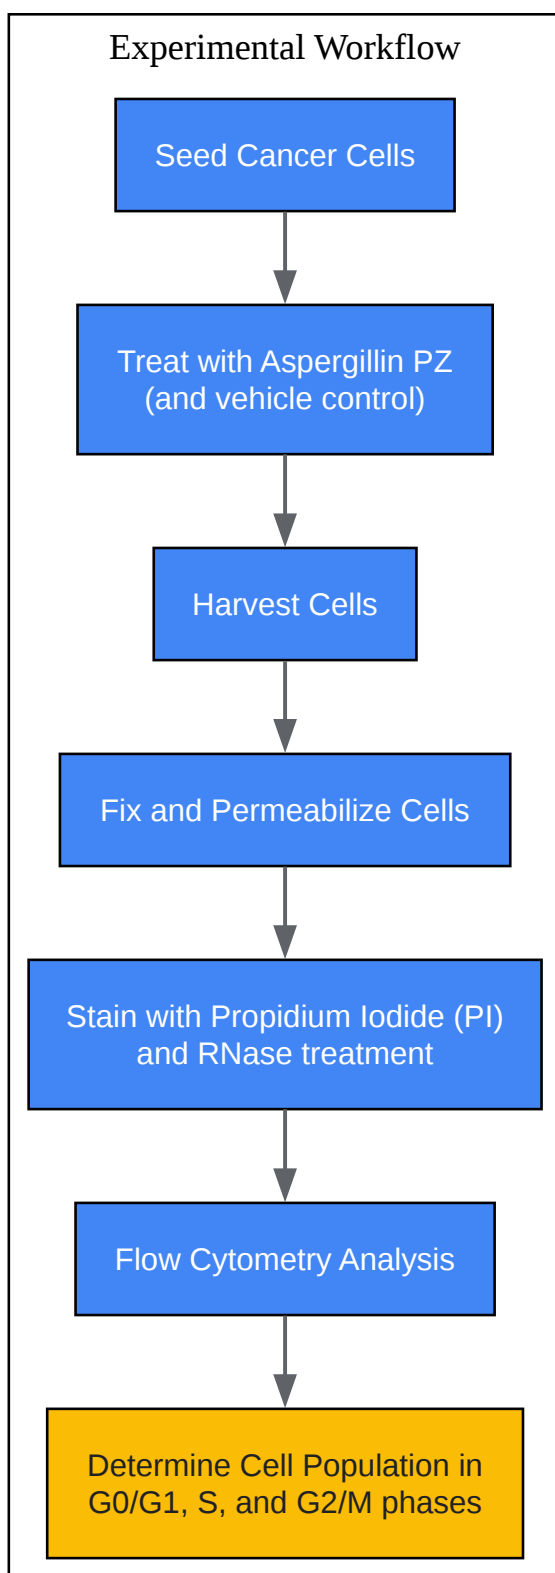 Experimental Workflow
Seed Cancer Cells
Treat with Aspergillin PZ
(and vehicle control)
Harvest Cells
Fix and Permeabilize Cells
Stain with Propidium Iodide (PI)
and RNase treatment
Flow Cytometry Analysis
Determine Cell Population in
G0/G1, S, and G2/M phases